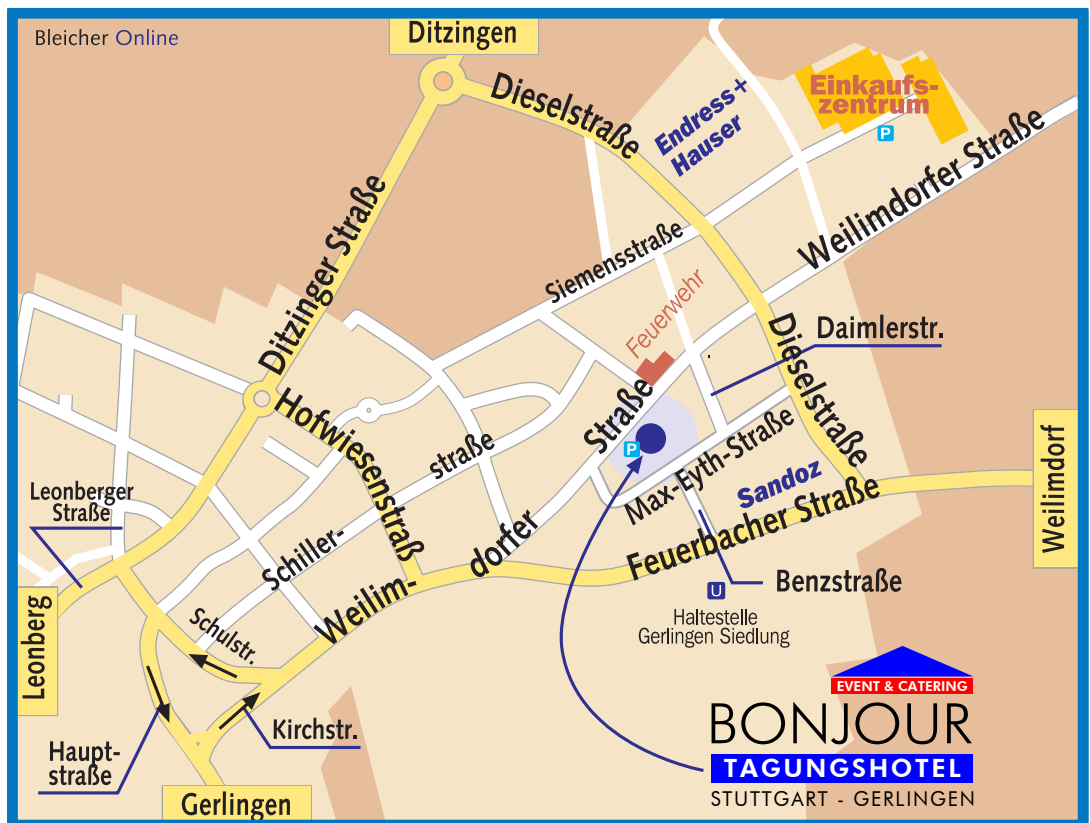 Bleicher Online
Ditzingen
Dieselstraße
Endress+
Hauser
Einkaufs-
zentrum
P
Weilimdorfer Straße
Ditzinger Straße
Siemensstraße
Feuerwehr
Daimlerstr.
Dieselstraße
Hofwiesenstraß
Straße
P
straße
Max-Eyth-Straße
Sandoz
Weilimdorf
Leonberger
Straße
Schiller-
dorfer
Feuerbacher Straße
Weilim-
Benzstraße
U
Haltestelle
Gerlingen Siedlung
Leonberg
Schulstr.
Kirchstr.
Haupt-
straße
Gerlingen
EVENT & CATERING
BONJOUR
TAGUNGSHOTEL
STUTTGART - GERLINGEN